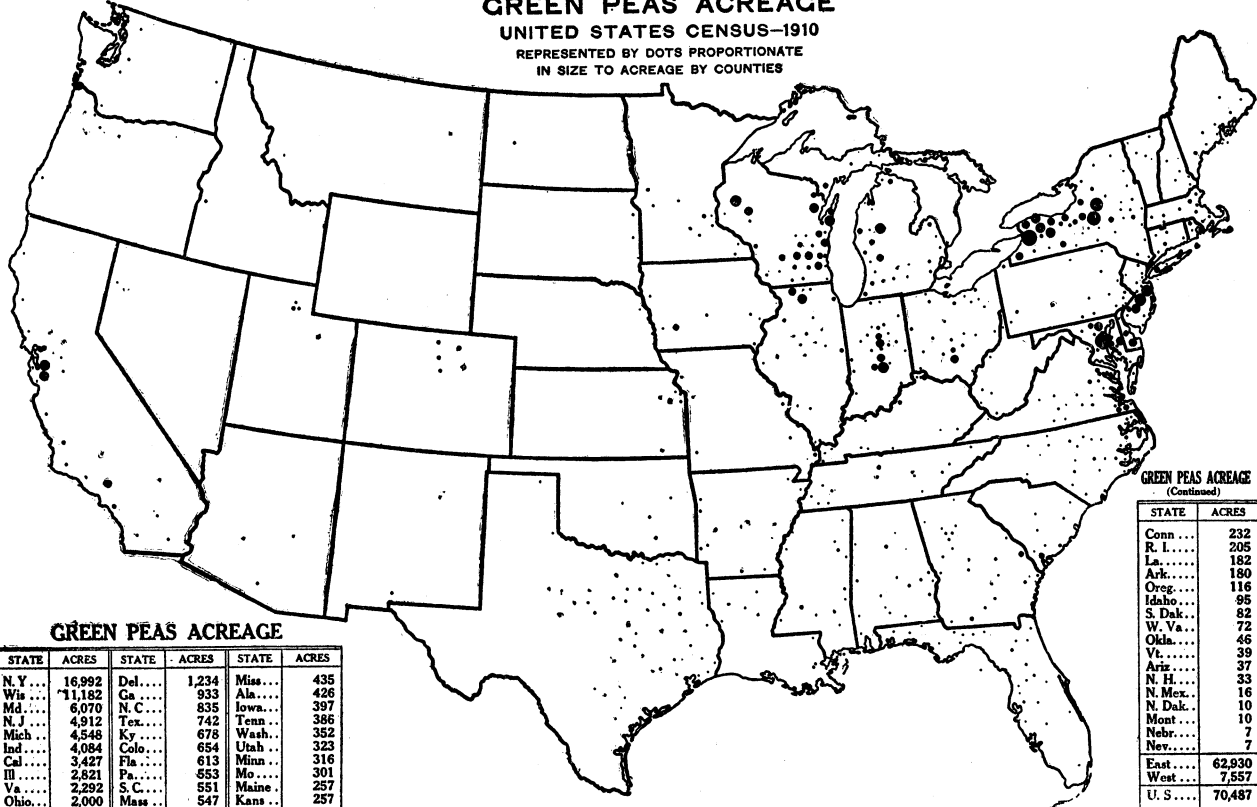 GREEN PEAS ACREAGE
UNITED STATES CENSUS—1910
REPRESENTED BY DOTS PROPORTIONATE
IN SIZE TO ACREAGE BY COUNTIES
GREEN PEAS ACREAGE
STATE ACRES STATE ACRES STATE ACRES
N. Y... 16,992 Del.... 1,234 Miss... 435
Wis... 11,182 Ga.... 933 Ala.... 426
Md.... 6,070 N. C... 835 Iowa... 397
N. J... 4,912 Tex.... 742 Tenn.. 386
Mich.. 4,548 Ky.... 678 Wash.. 352
Ind.... 4,084 Colo... 654 Utah.. 323
Cal.... 3,427 Fla.... 613 Minn.. 316
Ill.... 2,821 Pa..... 553 Mo.... 301
Va.... 2,292 S. C.... 551 Maine. 257
Ohio... 2,000 Mass.. 547 Kans.. 257
GREEN PEAS ACREAGE
(Continued)
STATE ACRES
Conn... 232
R. I..... 205
La..... 182
Ark..... 180
Oreg.... 116
Idaho... 95
S. Dak.. 82
W. Va.. 72
Okla.... 46
Vt..... 39
Ariz.... 37
N. H.... 33
N. Mex.. 16
N. Dak.. 10
Mont... 10
Nebr.... 7
Nev..... 7
East.... 62,930
West... 7,557
U. S.... 70,487